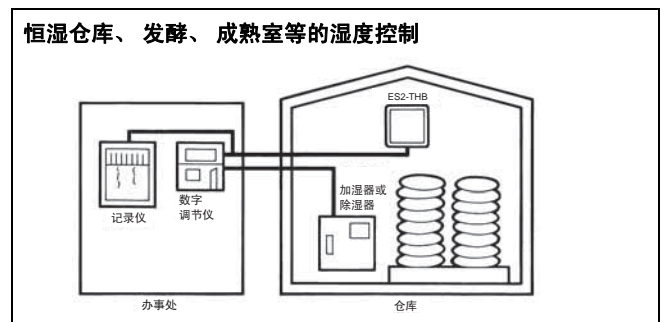 恒湿仓库、 发酵、 成熟室等的湿度控制
ES2-THB
加湿器或
除湿器
数字
调节仪
记录仪
办事处
仓库